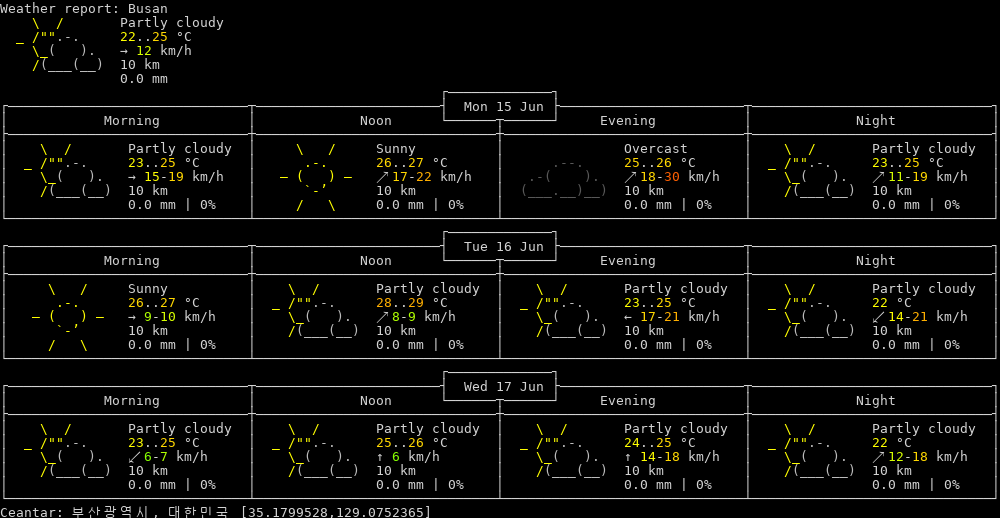 Weather report: Busan
Partly cloudy
22..25 °C
→ 12 km/h
10 km
0.0 mm
Mon 15 Jun
Morning Noon Evening Night
Partly cloudy Sunny Overcast Partly cloudy
23..25 °C 26..27 °C 25..26 °C 23..25 °C
→ 15-19 km/h ↗ 17-22 km/h ↗ 18-30 km/h ↗ 11-19 km/h
10 km 10 km 10 km 10 km
0.0 mm | 0% 0.0 mm | 0% 0.0 mm | 0% 0.0 mm | 0%
Tue 16 Jun
Morning Noon Evening Night
Sunny Partly cloudy Partly cloudy Partly cloudy
26..27 °C 28..29 °C 23..25 °C 22 °C
→ 9-10 km/h ↗ 8-9 km/h ← 17-21 km/h ↙ 14-21 km/h
10 km 10 km 10 km 10 km
0.0 mm | 0% 0.0 mm | 0% 0.0 mm | 0% 0.0 mm | 0%
Wed 17 Jun
Morning Noon Evening Night
Partly cloudy Partly cloudy Partly cloudy Partly cloudy
23..25 °C 25..26 °C 24..25 °C 22 °C
↙ 6-7 km/h ↑ 6 km/h ↑ 14-18 km/h ↗ 12-18 km/h
10 km 10 km 10 km 10 km
0.0 mm | 0% 0.0 mm | 0% 0.0 mm | 0% 0.0 mm | 0%
Ceantar: 부산광역시, 대한민국 [35.1799528,129.0752365]